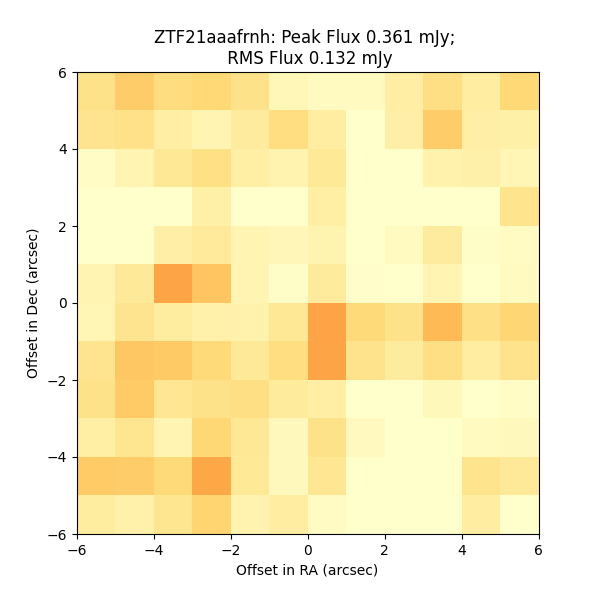 ZTF21aaafrnh: Peak Flux 0.361 mJy;
RMS Flux 0.132 mJy
6
4
2
0
−2
−4
−6
Offset in Dec (arcsec)
−6 −4 −2 0 2 4 6
Offset in RA (arcsec)